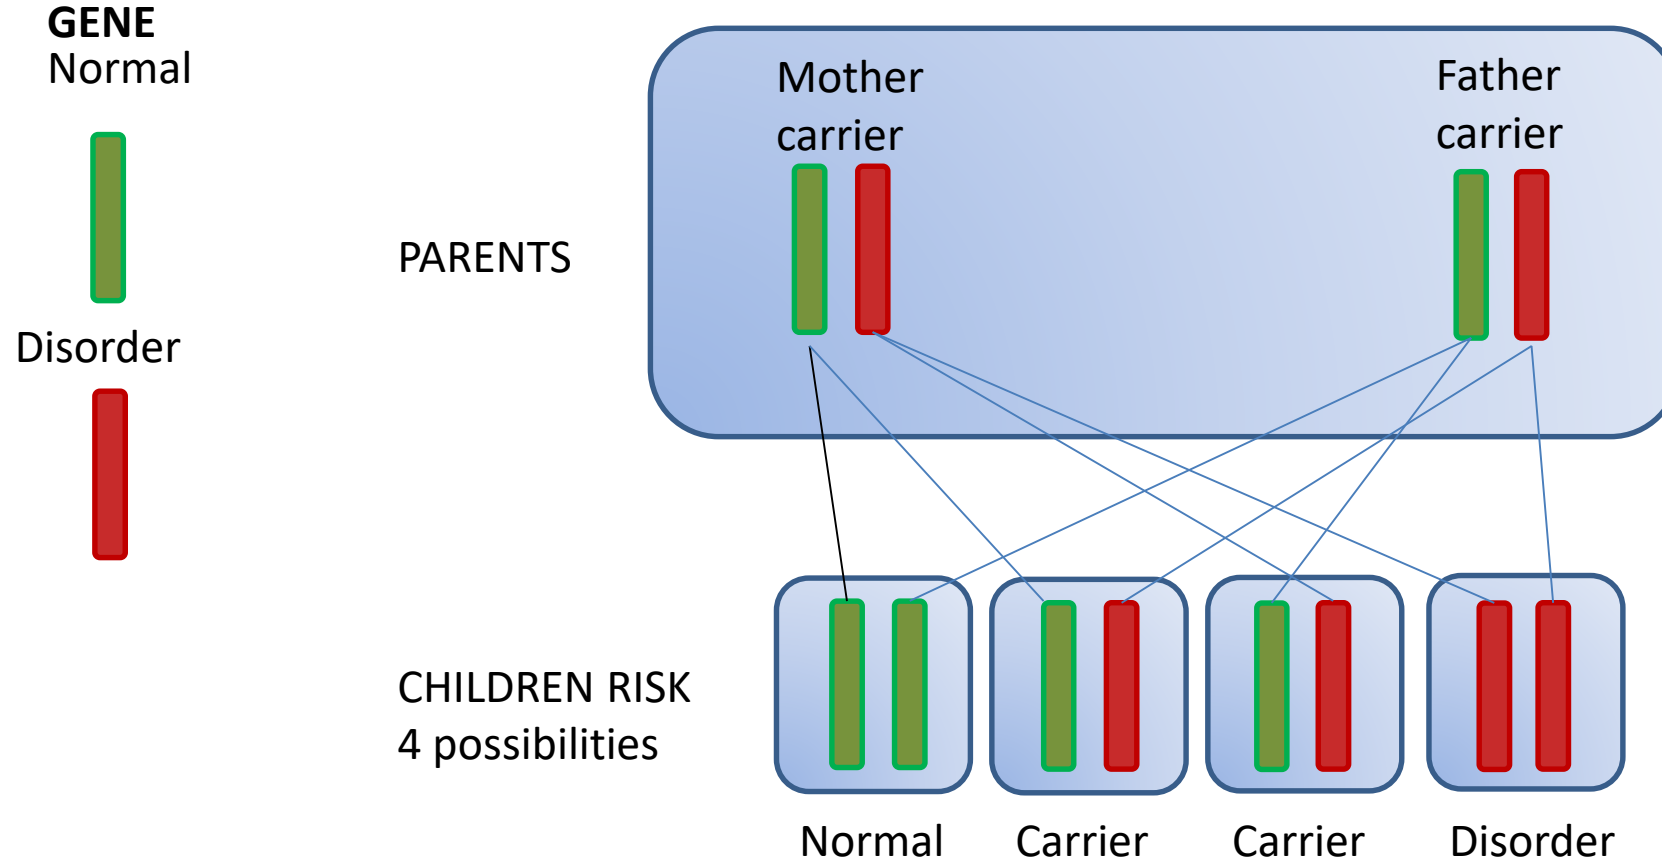 GENE
Normal
Disorder
Mother
carrier
Father
carrier
PARENTS
CHILDREN RISK
4 possibilities
Normal
Carrier
Carrier
Disorder